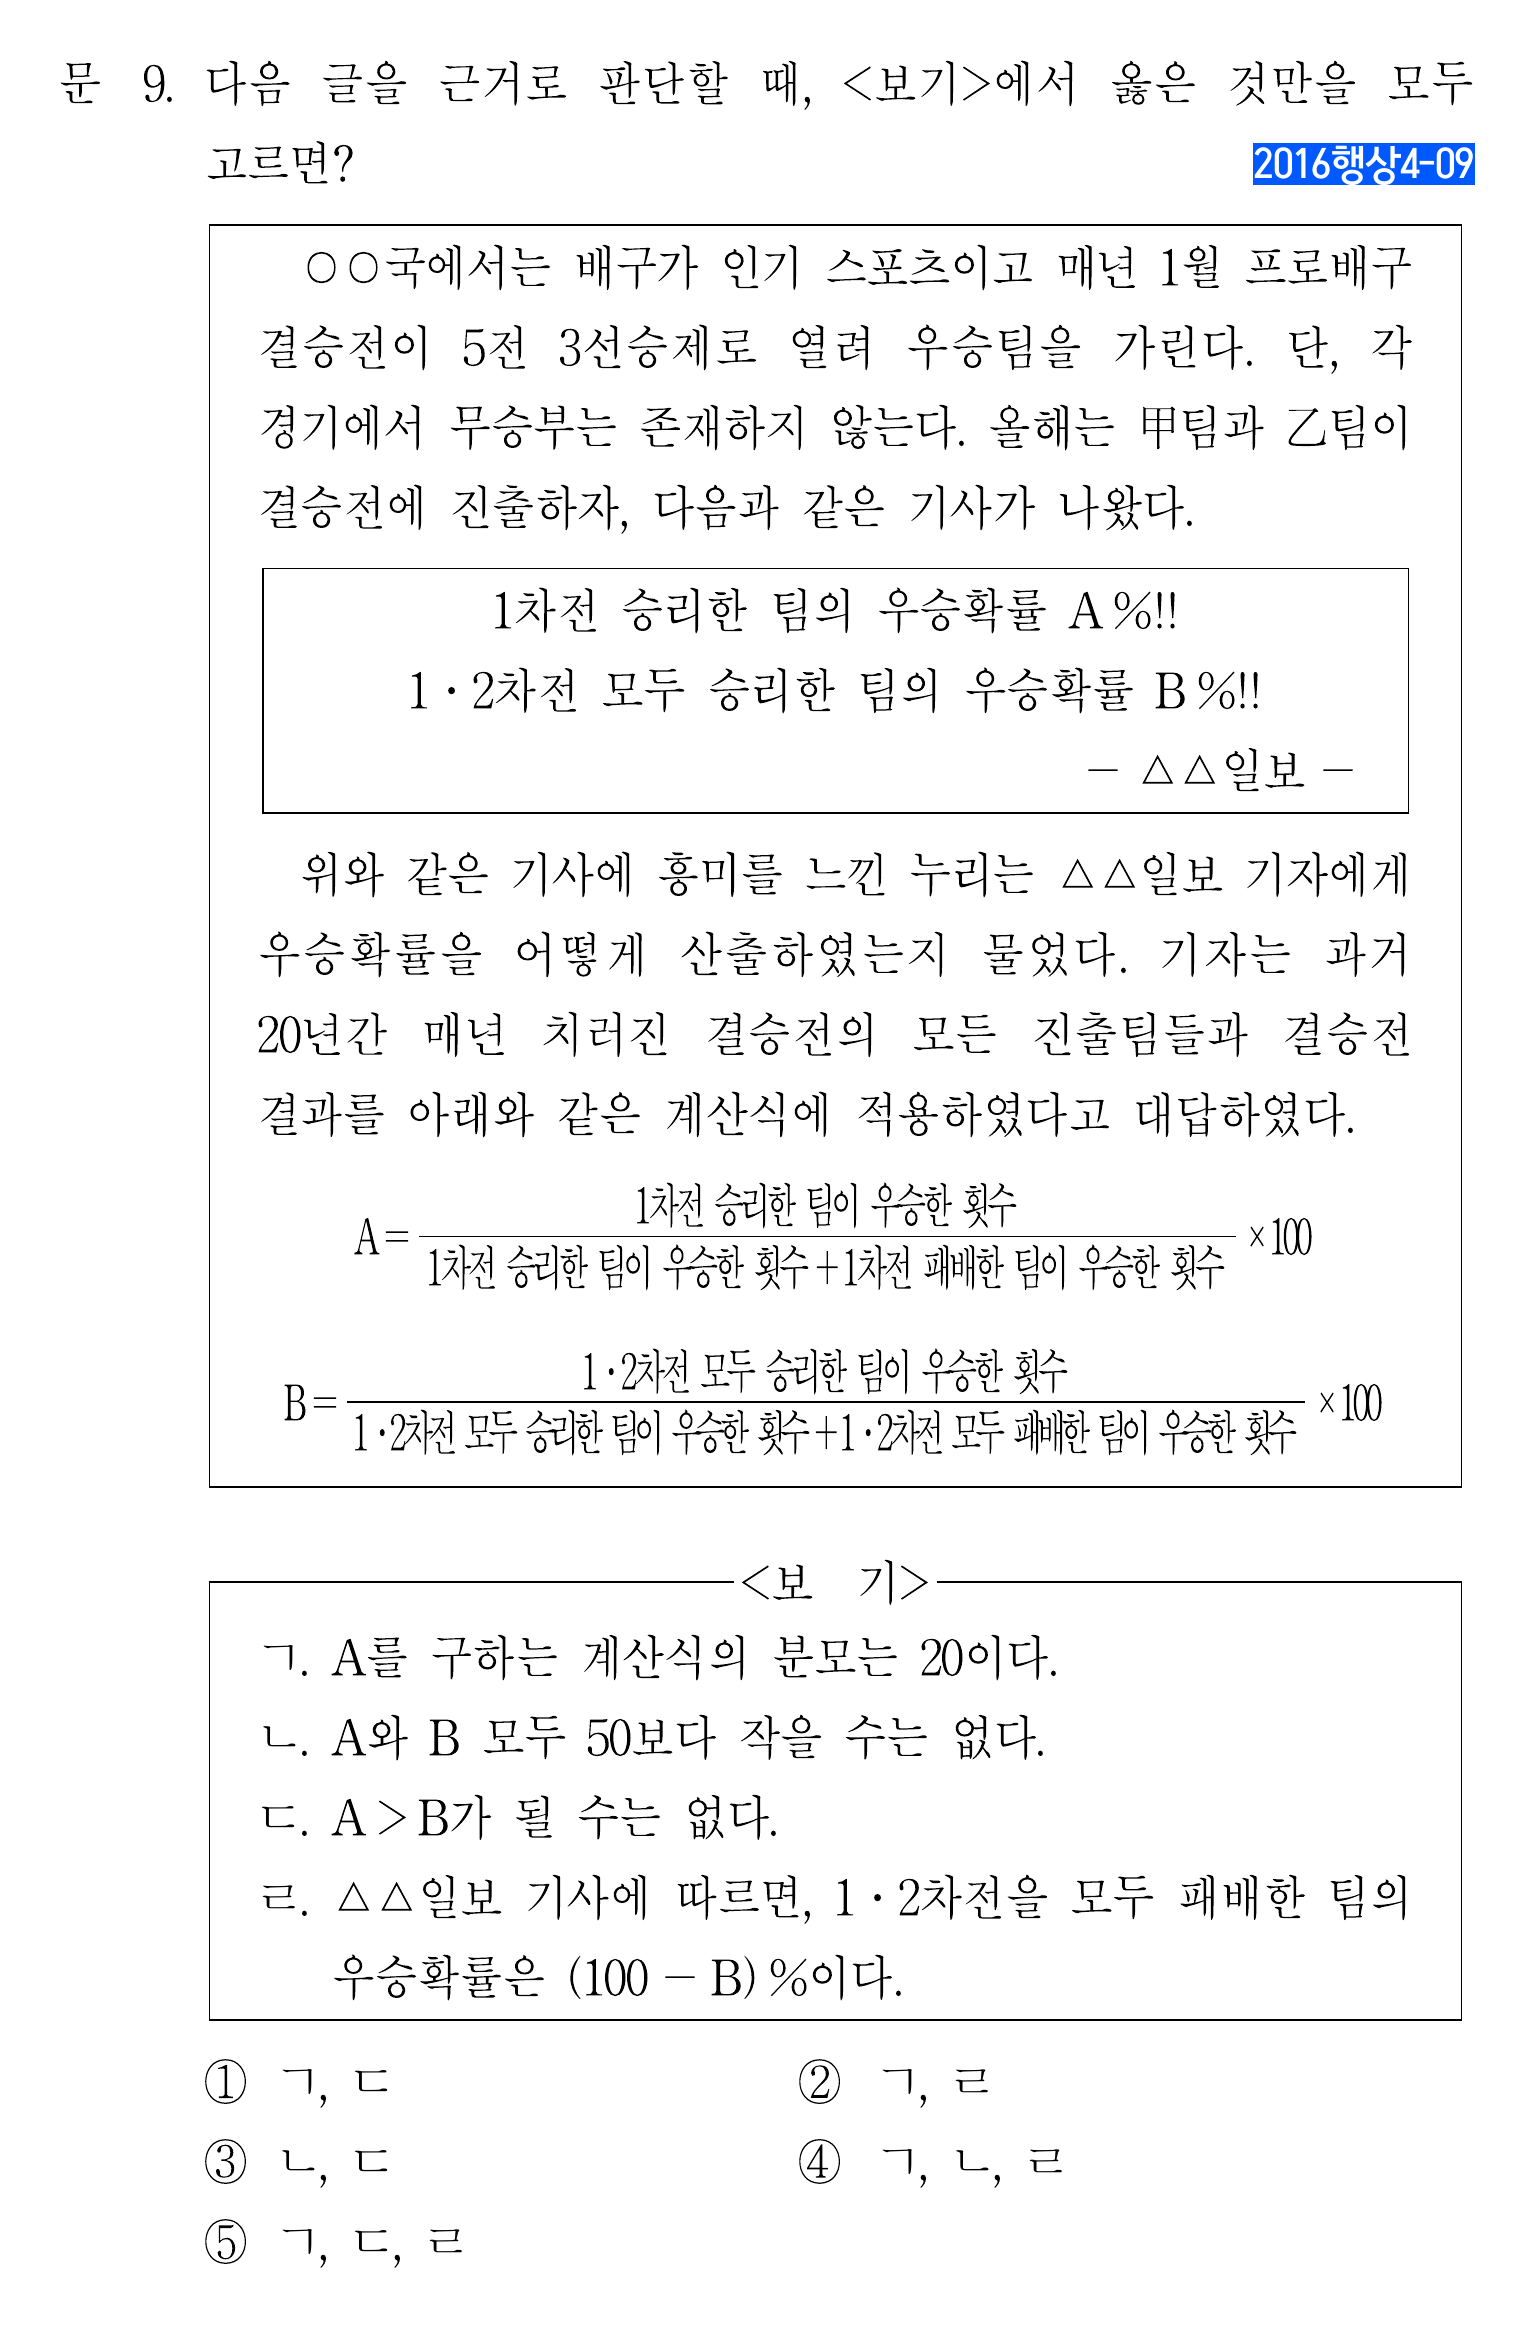 문 9. 다음 글을 근거로 판단할 때, <보기>에서 옳은 것만을 모두
고르면?
2016행상4-09
○○국에서는 배구가 인기 스포츠이고 매년 1월 프로배구
결승전이 5전 3선승제로 열려 우승팀을 가린다. 단, 각
경기에서 무승부는 존재하지 않는다. 올해는 甲팀과 乙팀이
결승전에 진출하자, 다음과 같은 기사가 나왔다.
1차전 승리한 팀의 우승확률 A%!!
1·2차전 모두 승리한 팀의 우승확률 B%!!
- △△일보 -
위와 같은 기사에 흥미를 느낀 누리는 △△일보 기자에게
우승확률을 어떻게 산출하였는지 물었다. 기자는 과거
20년간 매년 치러진 결승전의 모든 진출팀들과 결승전
결과를 아래와 같은 계산식에 적용하였다고 대답하였다.
1차전 승리한 팀이 우승한 횟수
A= ×100
1차전 승리한 팀이 우승한 횟수+1차전 패배한 팀이 우승한 횟수
1·2차전 모두 승리한 팀이 우승한 횟수
B= ×100
1·2차전 모두 승리한 팀이 우승한 횟수+1·2차전 모두 패배한 팀이 우승한 횟수
<보 기>
ㄱ. A를 구하는 계산식의 분모는 20이다.
ㄴ. A와 B 모두 50보다 작을 수는 없다.
ㄷ. A>B가 될 수는 없다.
ㄹ. △△일보 기사에 따르면, 1·2차전을 모두 패배한 팀의
우승확률은 (100 - B)%이다.
① ㄱ, ㄷ ② ㄱ, ㄹ
③ ㄴ, ㄷ ④ ㄱ, ㄴ, ㄹ
⑤ ㄱ, ㄷ, ㄹ